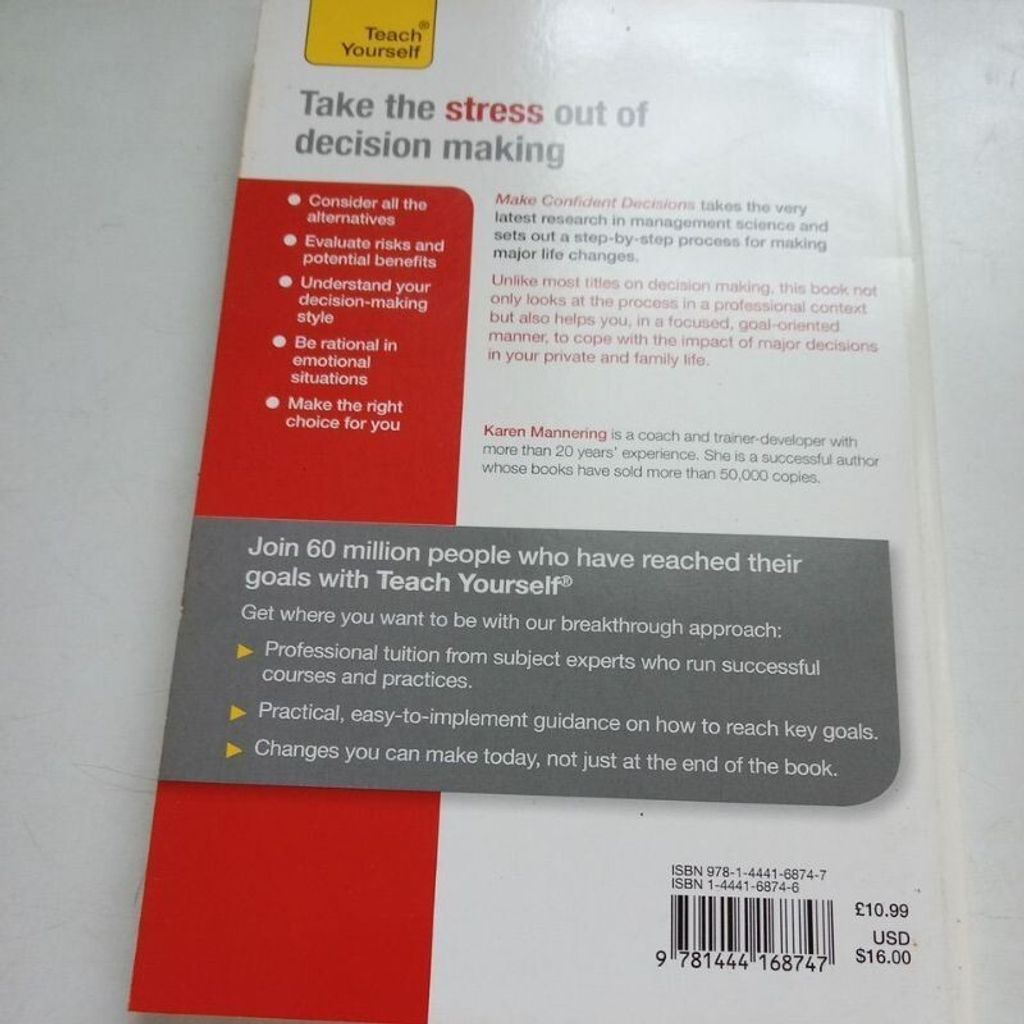 Teach®
Yourself
Take the stress out of
decision making
Consider all the
alternatives
Evaluate risks and
potential benefits
Understand your
decision-making
style
Be rational in
emotional
situations
Make the right
choice for you
Make Confident Decisions takes the very
latest research in management science and
sets out a step-by-step process for making
major life changes.
Unlike most titles on decision making, this book not
only looks at the process in a professional context
but also helps you, in a focused, goal-oriented
manner, to cope with the impact of major decisions
in your private and family life.
Karen Mannering is a coach and trainer-developer with
more than 20 years' experience. She is a successful author
whose books have sold more than 50,000 copies.
Join 60 million people who have reached their
goals with Teach Yourself®
Get where you want to be with our breakthrough approach:
Professional tuition from subject experts who run successful
courses and practices.
Practical, easy-to-implement guidance on how to reach key goals.
Changes you can make today, not just at the end of the book.
ISBN 978-1-4441-6874-7
ISBN 1-4441-6874-6
9 781444 168747
£10.99
USD
$16.00